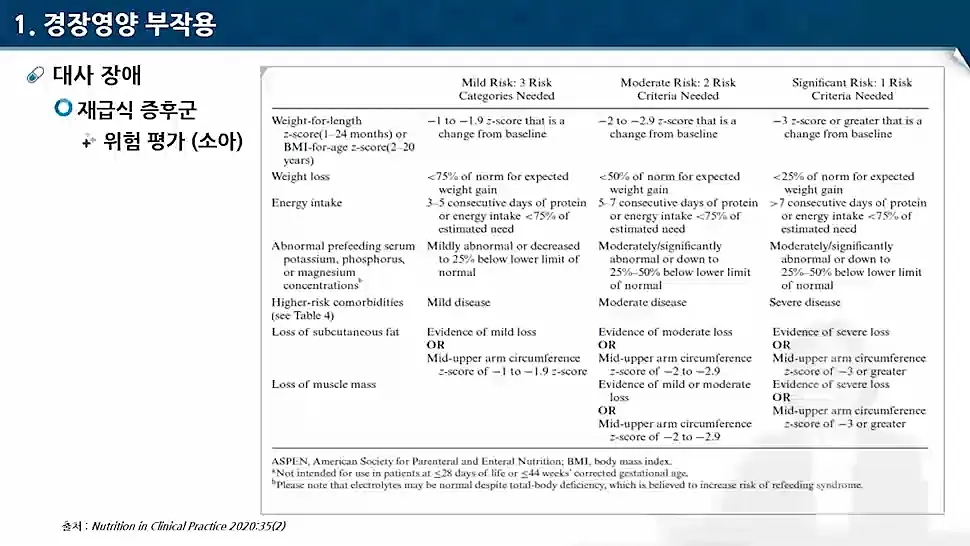 1. 경장영양 부작용
대사 장애
재급식 증후군
위험 평가 (소아)
Mild Risk: 3 Risk Categories Needed
Moderate Risk: 2 Risk Criteria Needed
Significant Risk: 1 Risk Criteria Needed
Weight-for-length z-score(1–24 months) or BMI-for-age z-score(2–20 years)
−1 to −1.9 z-score that is a change from baseline
−2 to −2.9 z-score that is a change from baseline
−3 z-score or greater that is a change from baseline
Weight loss
<75% of norm for expected weight gain
<50% of norm for expected weight gain
<25% of norm for expected weight gain
Energy intake
3–5 consecutive days of protein or energy intake <75% of estimated need
5–7 consecutive days of protein or energy intake <75% of estimated need
>7 consecutive days of protein or energy intake <75% of estimated need
Abnormal prefeeding serum potassium, phosphorus, or magnesium concentrationsb
Mildly abnormal or decreased to 25% below lower limit of normal
Moderately/significantly abnormal or down to 25%–50% below lower limit of normal
Moderately/significantly abnormal or down to 25%–50% below lower limit of normal
Higher-risk comorbidities (see Table 4)
Mild disease
Moderate disease
Severe disease
Loss of subcutaneous fat
Evidence of mild loss
OR
Mid-upper arm circumference z-score of −1 to −1.9 z-score
Evidence of moderate loss
OR
Mid-upper arm circumference z-score of −2 to −2.9
Evidence of severe loss
OR
Mid-upper arm circumference z-score of −3 or greater
Loss of muscle mass
Evidence of mild or moderate loss
OR
Mid-upper arm circumference z-score of −2 to −2.9
Evidence of severe loss
OR
Mid-upper arm circumference z-score of −3 or greater
ASPEN, American Society for Parenteral and Enteral Nutrition; BMI, body mass index.
aNot intended for use in patients at ≤28 days of life or ≤44 weeks' corrected gestational age.
bPlease note that electrolytes may be normal despite total-body deficiency, which is believed to increase risk of refeeding syndrome.
출처 : Nutrition in Clinical Practice 2020:35(2)